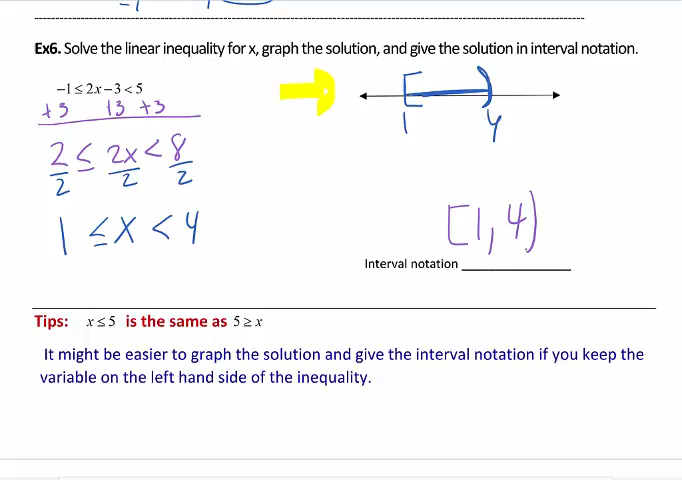 Ex6. Solve the linear inequality for x, graph the solution, and give the solution in interval notation.
−1 ≤ 2x − 3 < 5
+3 +3 +3
2 ≤ 2x < 8
2 2 2
1 ≤ x < 4
[ )
1 4
[1, 4)
Interval notation ______________
Tips: x ≤ 5 is the same as 5 ≥ x
It might be easier to graph the solution and give the interval notation if you keep the
variable on the left hand side of the inequality.